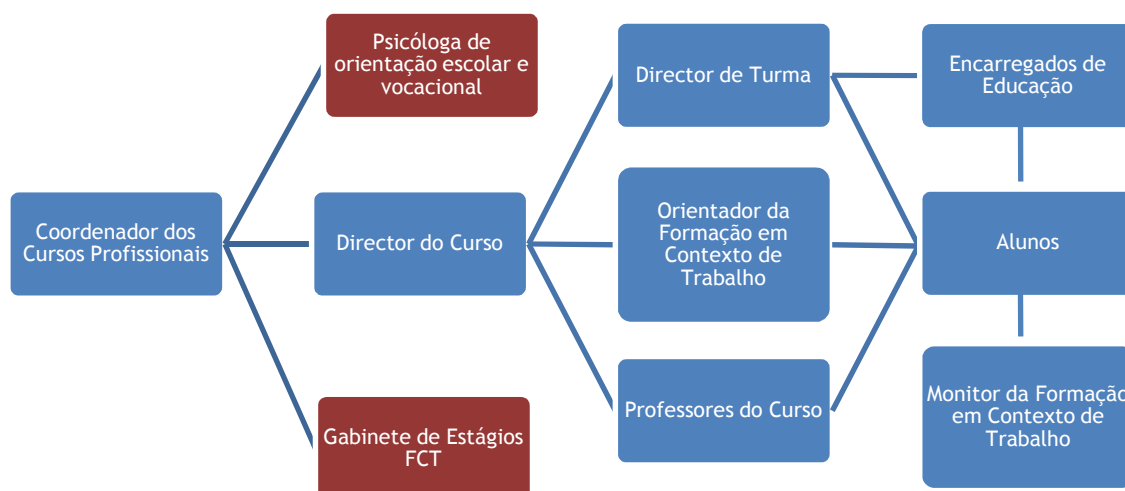 Coordenador dos
Cursos Profissionais
Psicóloga de
orientação escolar e
vocacional
Director do Curso
Gabinete de Estágios
FCT
Director de Turma
Orientador da
Formação em
Contexto de
Trabalho
Professores do Curso
Encarregados de
Educação
Alunos
Monitor da Formação
em Contexto de
Trabalho